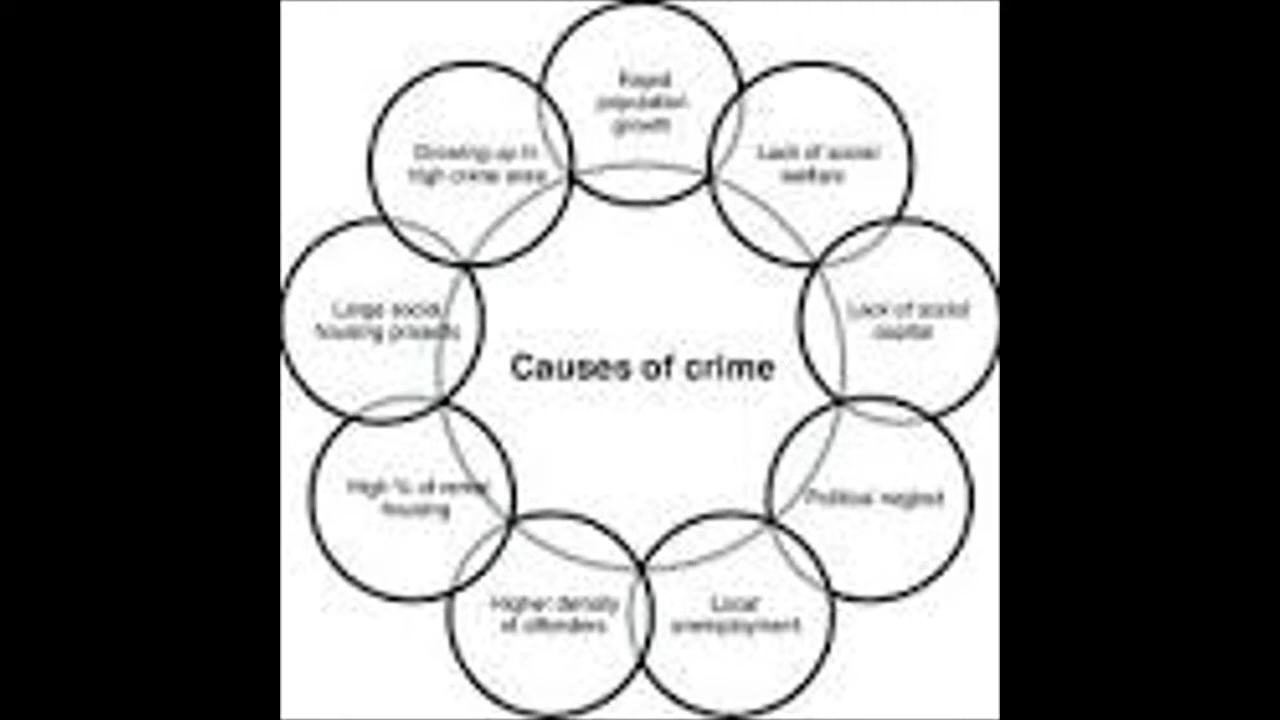 Rapid
population
growth
Lack of social
welfare
Lack of social
capital
Political neglect
Local
unemployment
Higher density
of offenders
High % of rental
housing
Large social
housing projects
Growing up in
high crime area
Causes of crime